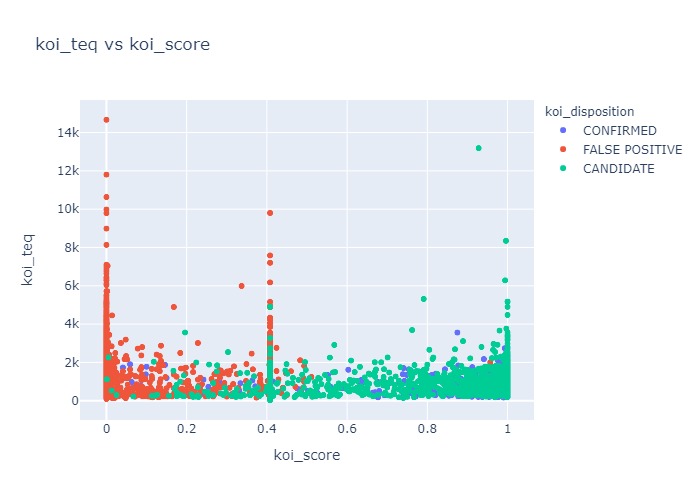 koi_teq vs koi_score
koi_disposition
CONFIRMED
FALSE POSITIVE
CANDIDATE
14k
12k
10k
8k
6k
4k
2k
0
koi_teq
0
0.2
0.4
0.6
0.8
1
koi_score